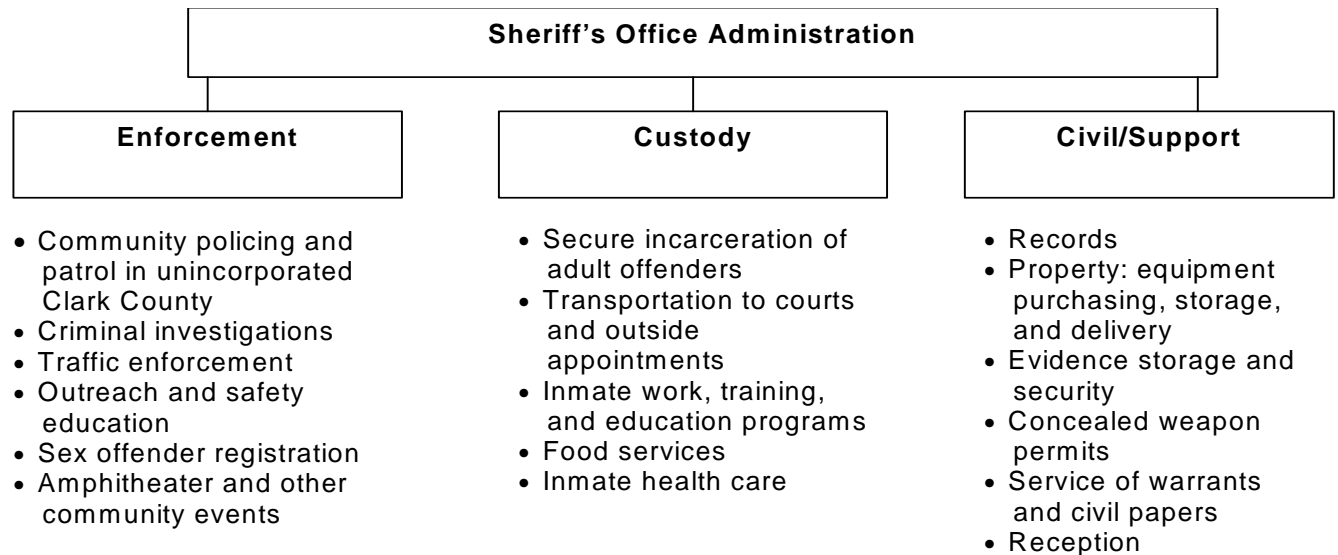 Sheriff's Office Administration
Enforcement
• Community policing and
patrol in unincorporated
Clark County
• Criminal investigations
• Traffic enforcement
• Outreach and safety
education
• Sex offender registration
• Amphitheater and other
community events
Custody
• Secure incarceration of
adult offenders
• Transportation to courts
and outside
appointments
• Inmate work, training,
and education programs
• Food services
• Inmate health care
Civil/Support
• Records
• Property: equipment
purchasing, storage,
and delivery
• Evidence storage and
security
• Concealed weapon
permits
• Service of warrants
and civil papers
• Reception